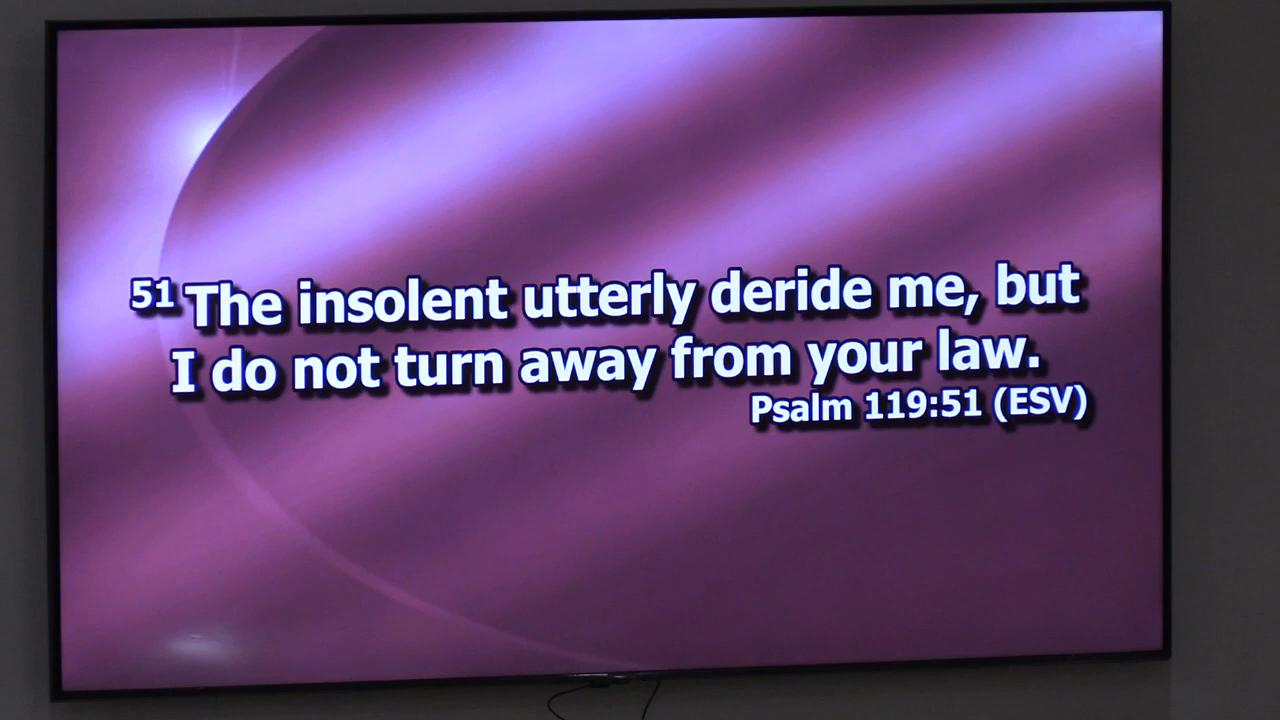 51 The insolent utterly deride me, but
I do not turn away from your law.
Psalm 119:51 (ESV)